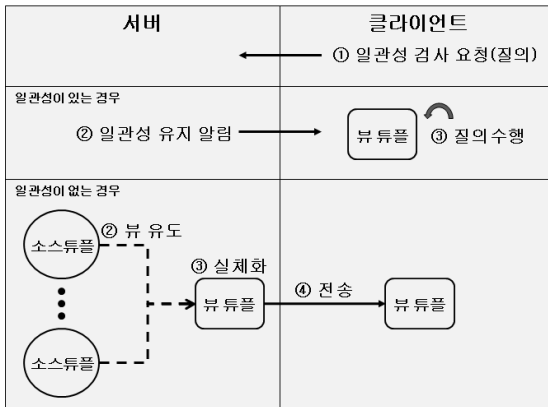 서버
클라이언트
① 일관성 검사 요청(질의)
일관성이 있는 경우
② 일관성 유지 알림
뷰 튜플
③ 질의수행
일관성이 없는 경우
소스튜플
② 뷰 유도
③ 실체화
뷰 튜플
④ 전송
뷰 튜플
소스튜플